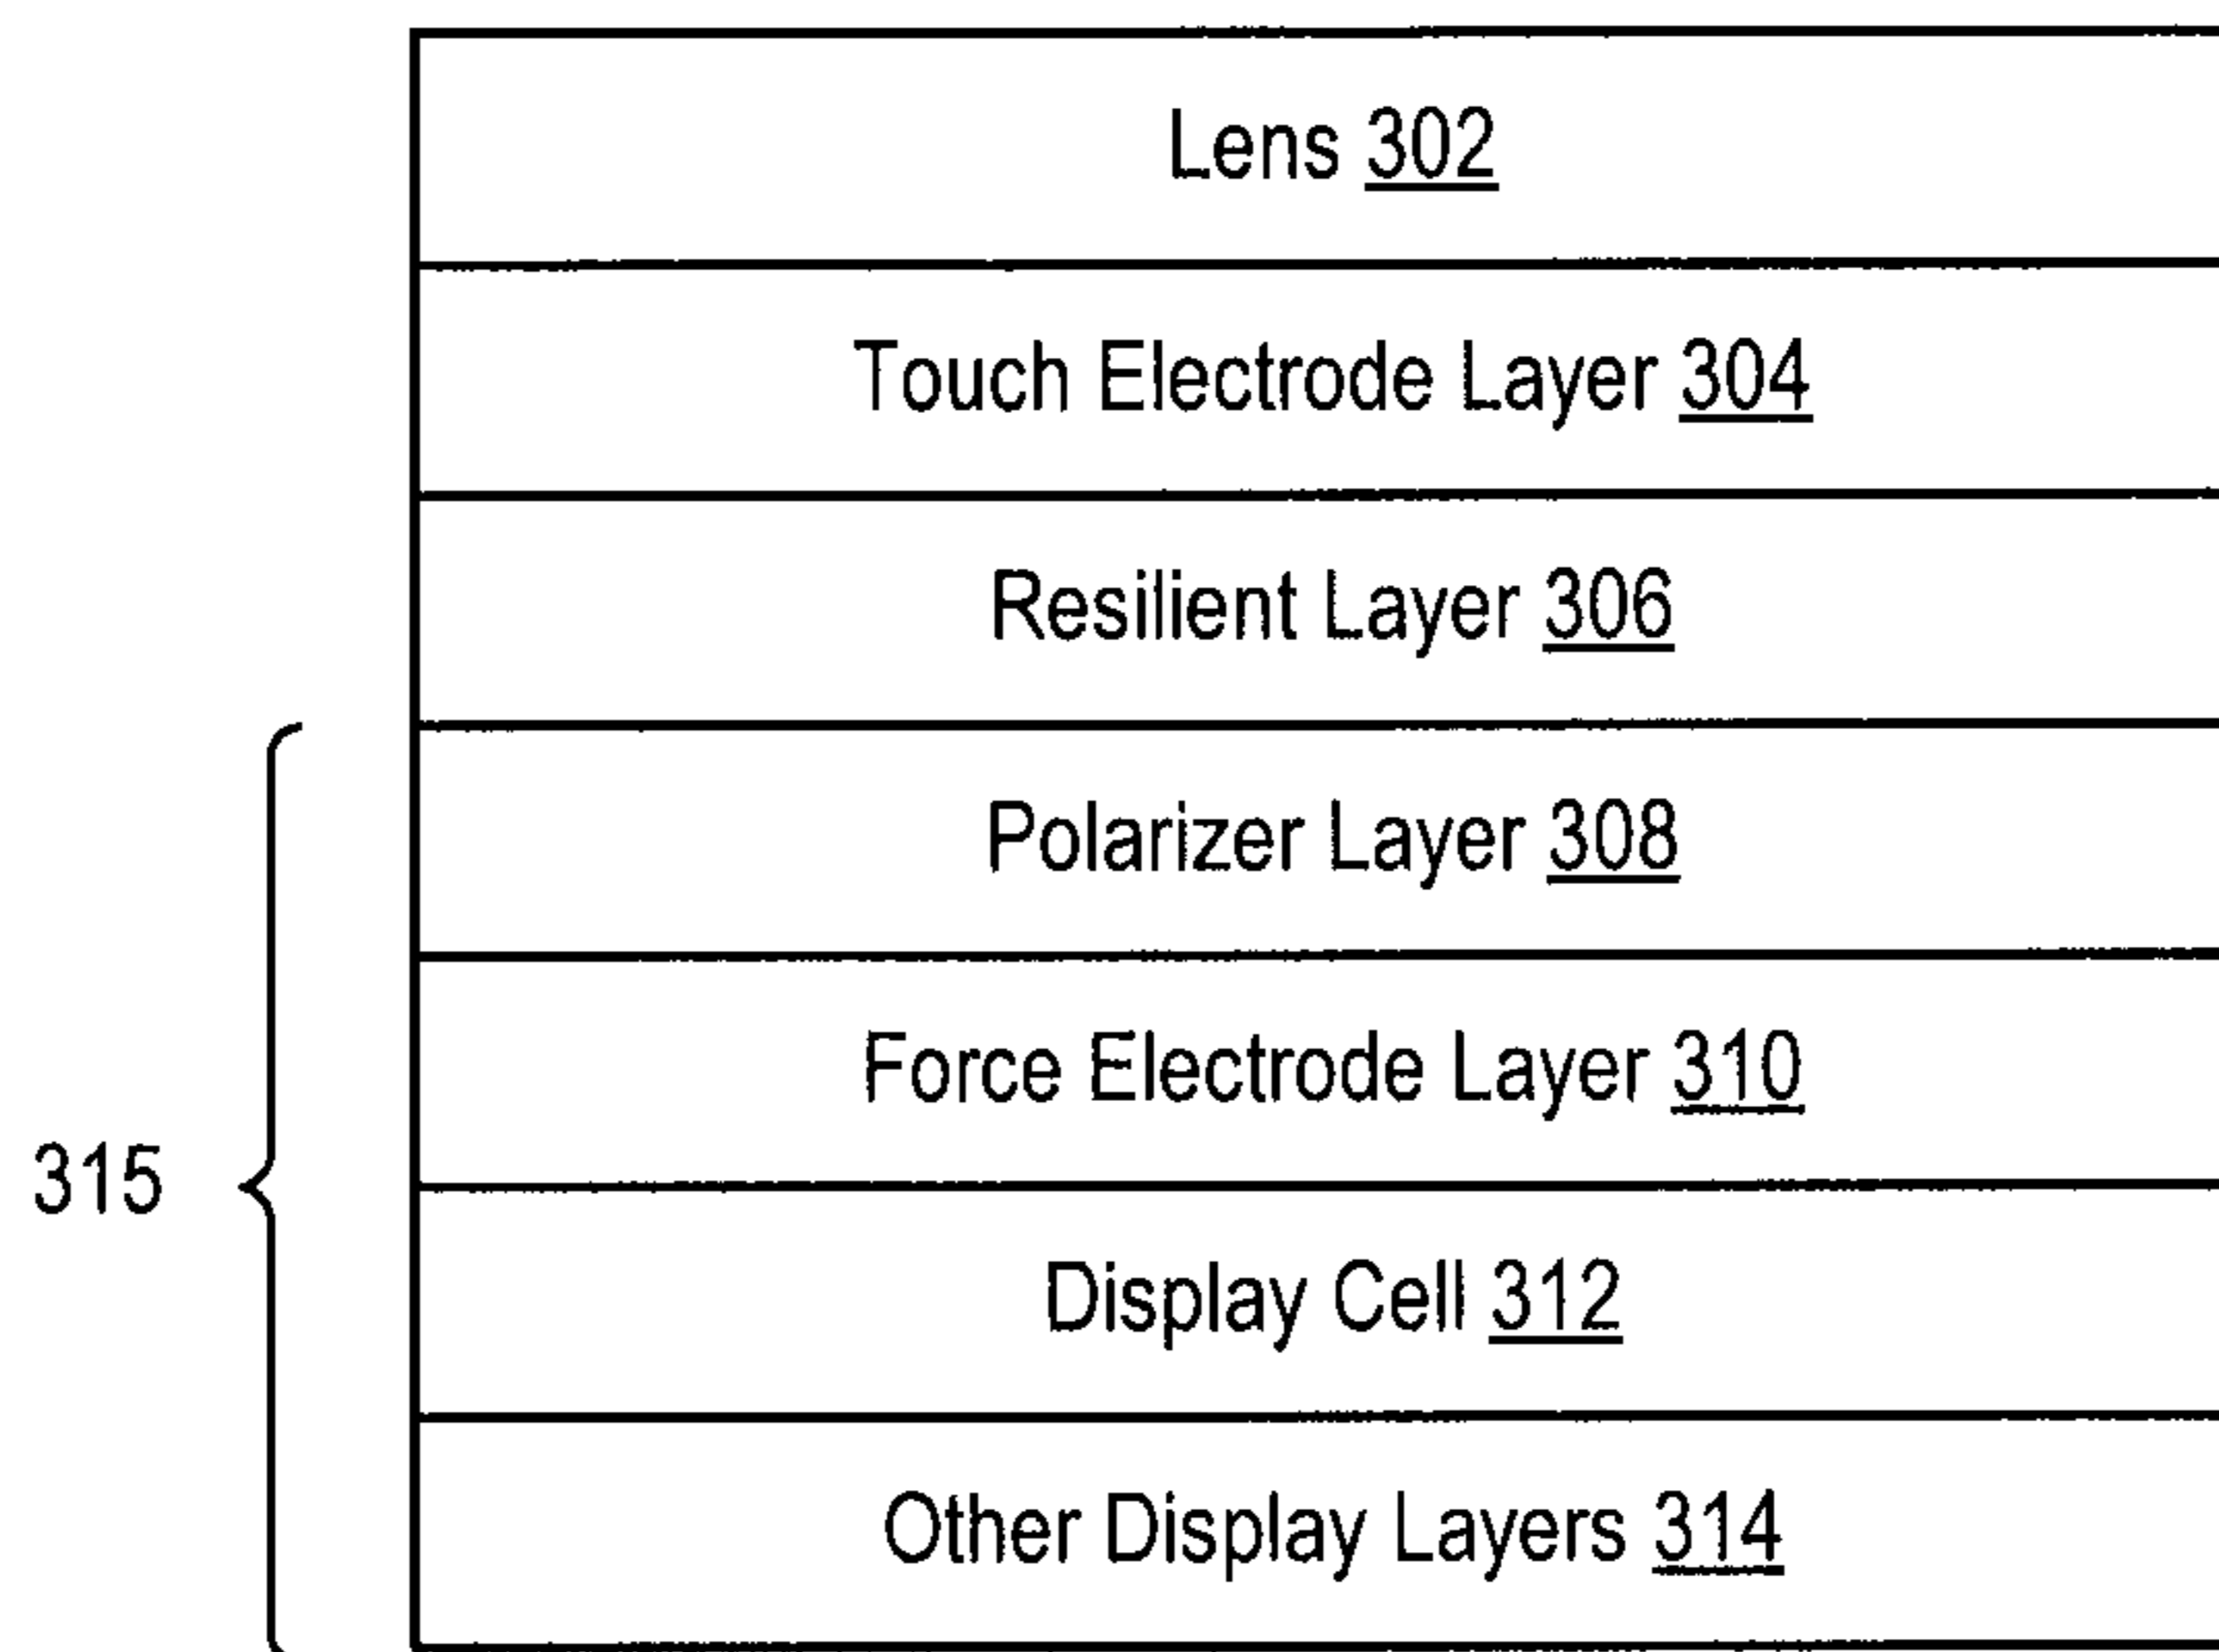 Lens 302
Touch Electrode Layer 304
Resilient Layer 306
Polarizer Layer 308
Force Electrode Layer 310
315
Display Cell 312
Other Display Layers 314